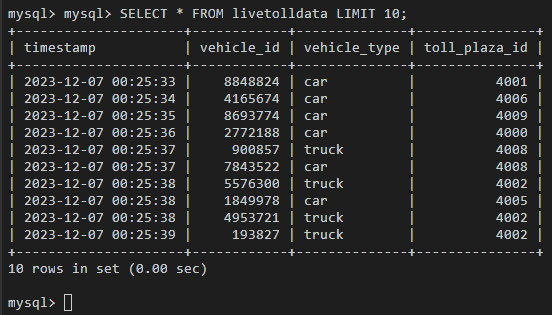 mysql> mysql> SELECT * FROM livetolldata LIMIT 10;
+---------------------+------------+--------------+---------------+
| timestamp           | vehicle_id | vehicle_type | toll_plaza_id |
+---------------------+------------+--------------+---------------+
| 2023-12-07 00:25:33 |    8848824 | car          |          4001 |
| 2023-12-07 00:25:34 |    4165674 | car          |          4006 |
| 2023-12-07 00:25:35 |    8693774 | car          |          4009 |
| 2023-12-07 00:25:36 |    2772188 | car          |          4000 |
| 2023-12-07 00:25:37 |     900857 | truck        |          4008 |
| 2023-12-07 00:25:37 |    7843522 | car          |          4008 |
| 2023-12-07 00:25:38 |    5576300 | truck        |          4002 |
| 2023-12-07 00:25:38 |    1849978 | car          |          4005 |
| 2023-12-07 00:25:38 |    4953721 | truck        |          4002 |
| 2023-12-07 00:25:39 |     193827 | truck        |          4002 |
+---------------------+------------+--------------+---------------+
10 rows in set (0.00 sec)
mysql>